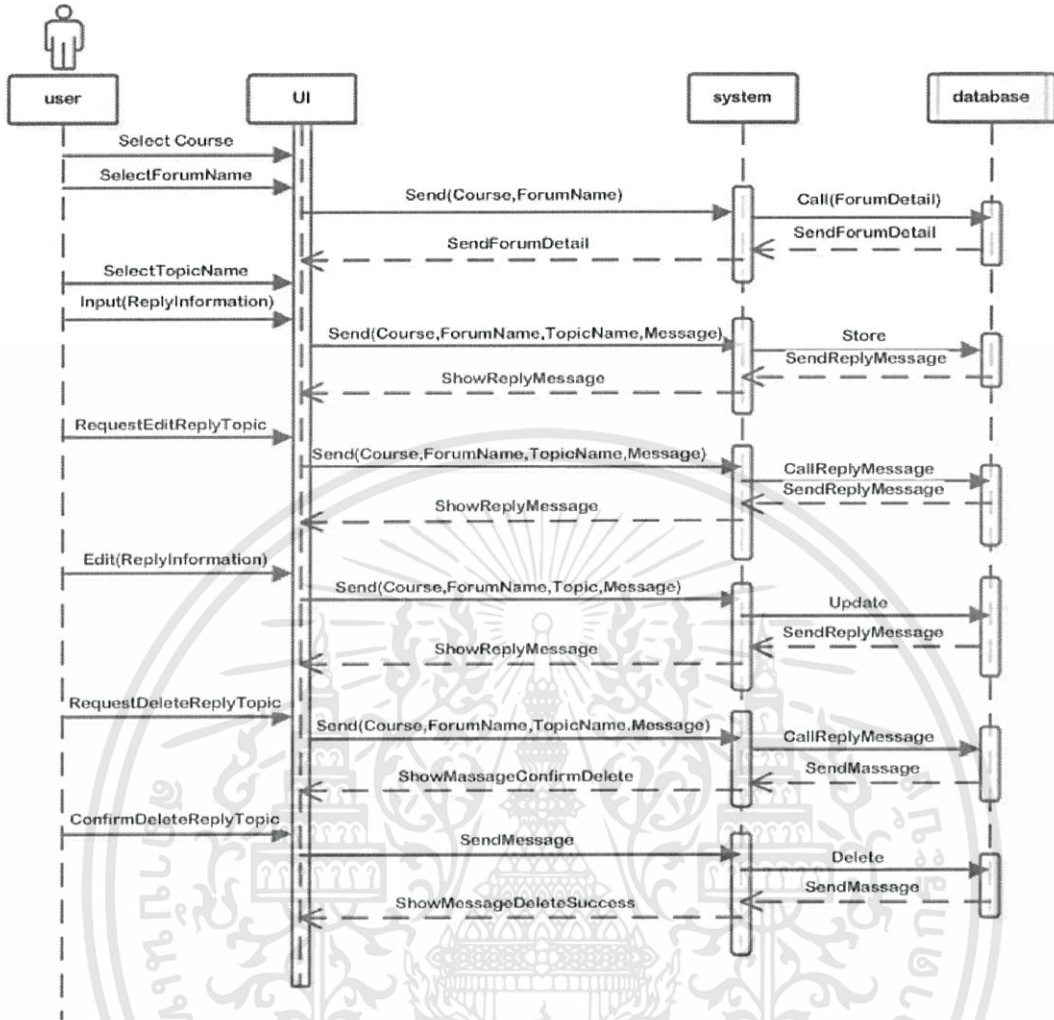 user
UI
system
database
Select Course
SelectForumName
Send(Course,ForumName)
Call(ForumDetail)
SendForumDetail
SendForumDetail
SelectTopicName
Input(ReplyInformation)
Send(Course,ForumName,TopicName,Message)
Store
SendReplyMessage
ShowReplyMessage
RequestEditReplyTopic
Send(Course,ForumName,TopicName,Message)
CallReplyMessage
SendReplyMessage
ShowReplyMessage
Edit(ReplyInformation)
Send(Course,ForumName,Topic,Message)
Update
SendReplyMessage
ShowReplyMessage
RequestDeleteReplyTopic
Send(Course,ForumName,TopicName.Message)
CallReplyMessage
SendMassage
ShowMassageConfirmDelete
ConfirmDeleteReplyTopic
SendMessage
Delete
SendMassage
ShowMessageDeleteSuccess